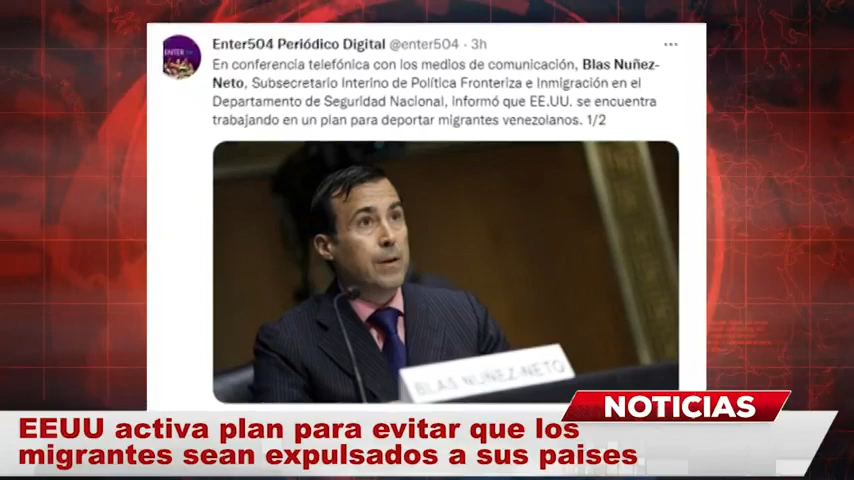 Enter504 Periódico Digital @enter504 · 3h
En conferencia telefónica con los medios de comunicación, Blas Nuñez-
Neto, Subsecretario Interino de Política Fronteriza e Inmigración en el
Departamento de Seguridad Nacional, informó que EE.UU. se encuentra
trabajando en un plan para deportar migrantes venezolanos. 1/2
BLAS NUÑEZ-NETO
NOTICIAS
EEUU activa plan para evitar que los
migrantes sean expulsados a sus paises